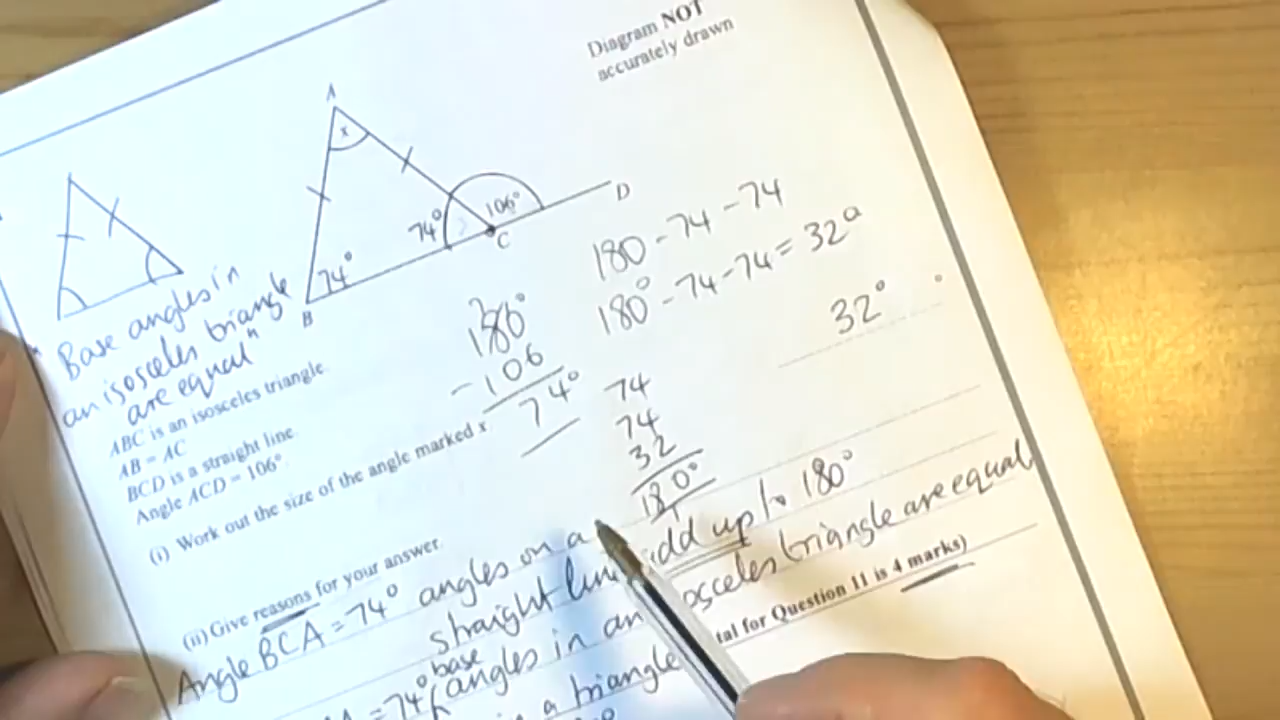 Diagram NOT
accurately drawn
A
x
106°
D
74°
C
74°
B
Base angles in
an isosceles triangle
are equal"
180 - 74 - 74
180° - 74 - 74 = 32°
32°
180°
- 106
74°
74
74
32
180°
ABC is an isosceles triangle.
AB = AC
BCD is a straight line.
Angle ACD = 106°
(i) Work out the size of the angle marked x.
(ii) Give reasons for your answer.
Angle BCA = 74° angles on a
straight line add up to 180°
= 74° base angles in an isosceles triangle are equal
in a triangle
tal for Question 11 is 4 marks)